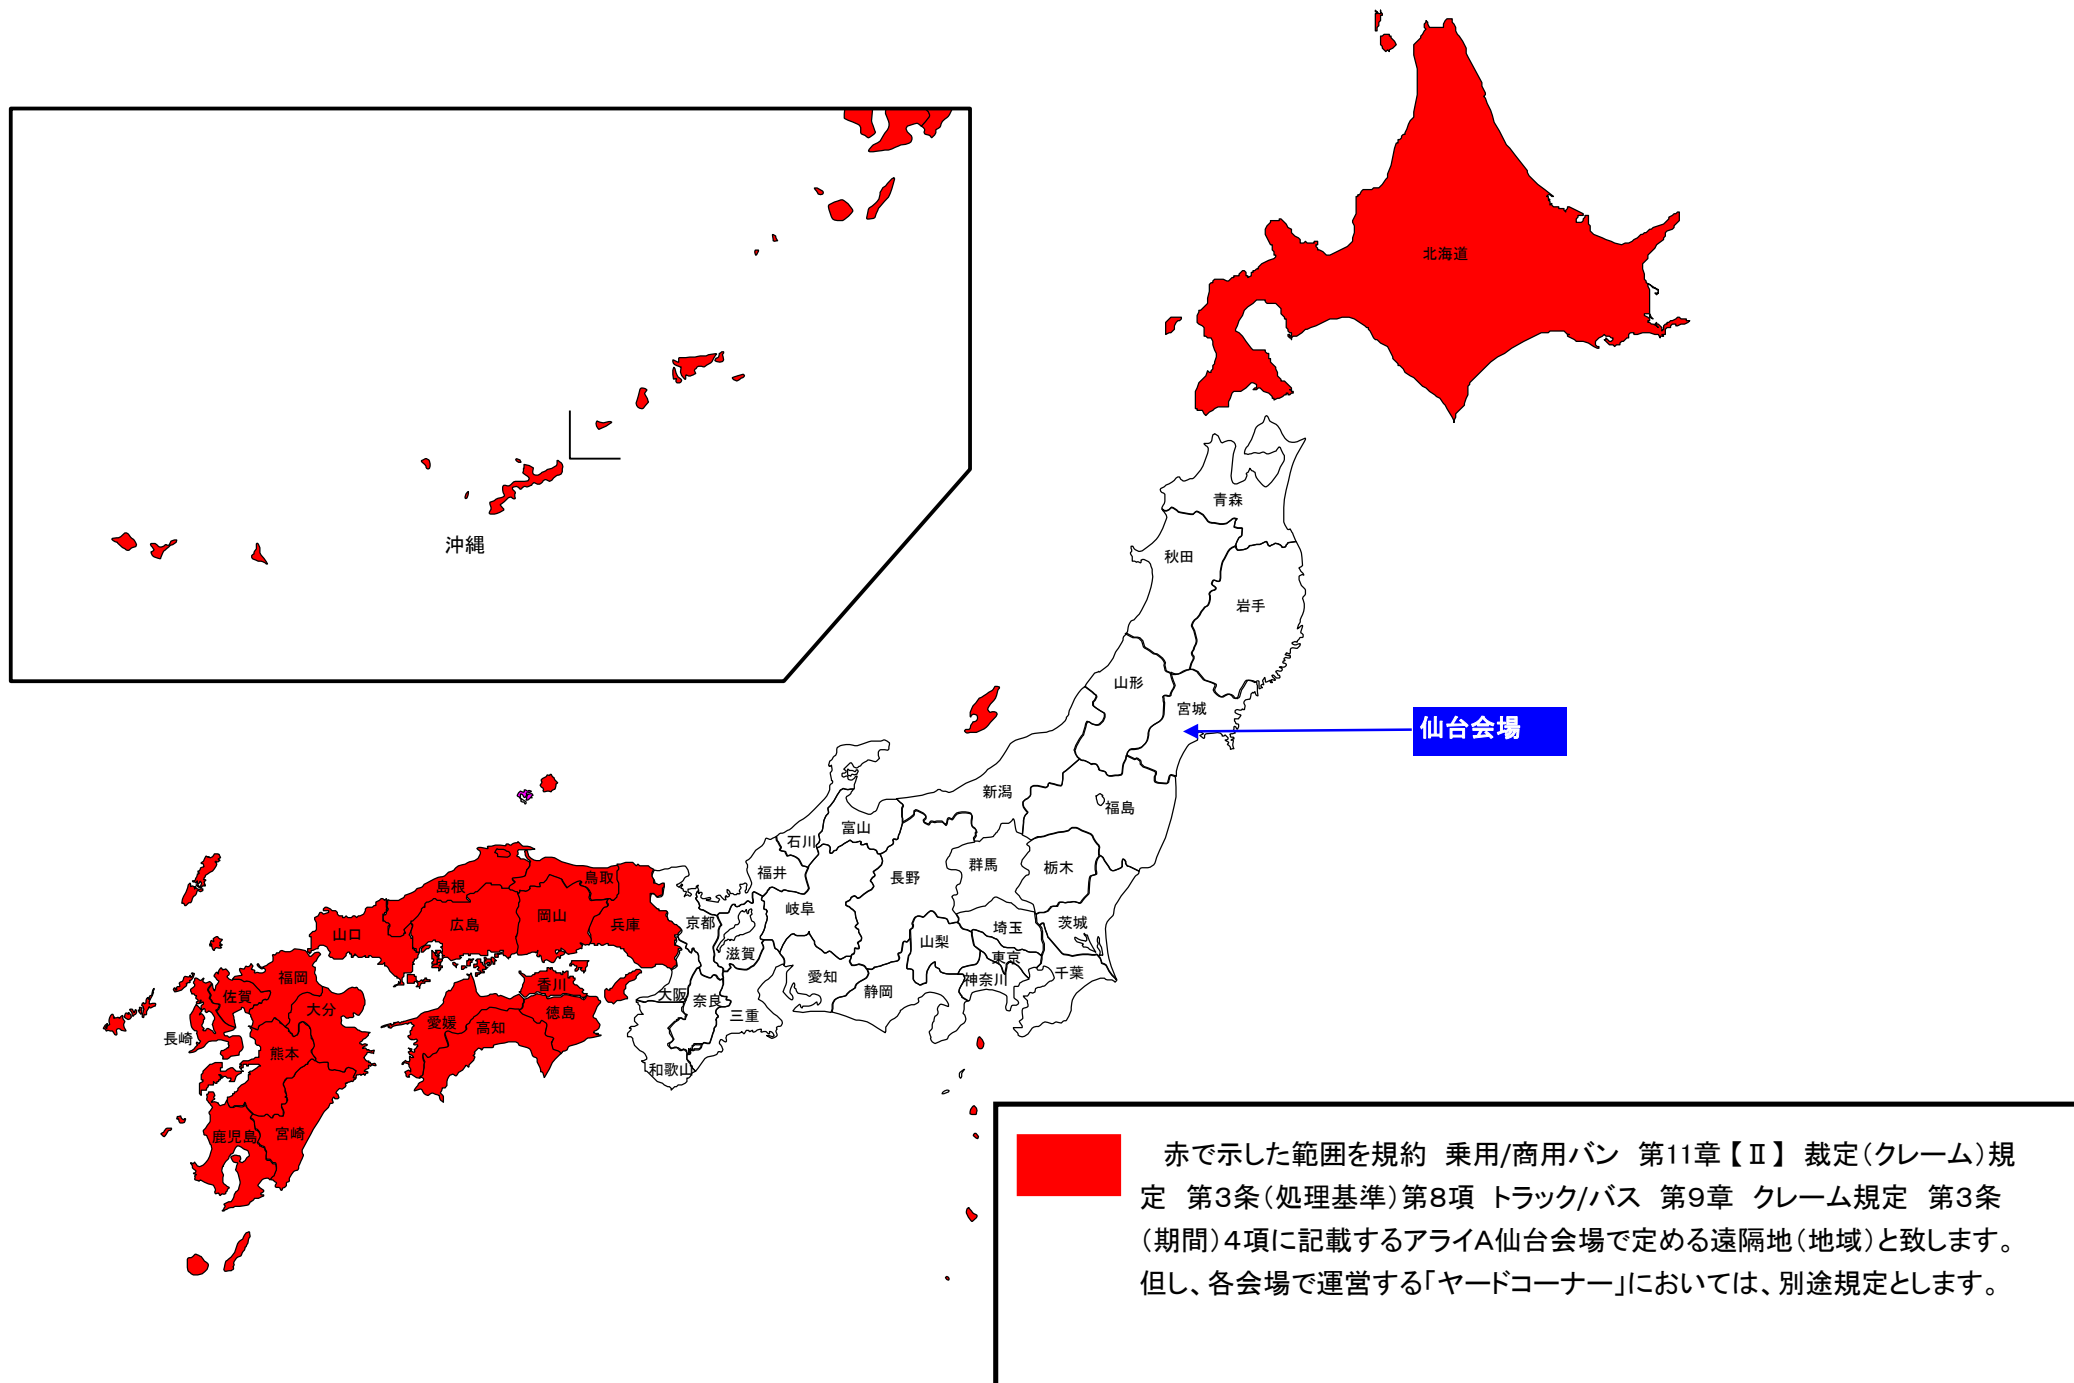 北海道
沖縄
青森
秋田
岩手
山形
宮城
仙台会場
新潟
福島
富山
石川
群馬
栃木
福井
長野
鳥取
島根
岐阜
岡山
京都
茨城
広島
兵庫
埼玉
山口
山梨
滋賀
東京
千葉
愛知
福岡
神奈川
香川
静岡
佐賀
大阪
奈良
大分
徳島
三重
愛媛
高知
長崎
熊本
和歌山
宮崎
鹿児島
赤で示した範囲を規約 乗用/商用バン 第11章【Ⅱ】 裁定(クレーム)規
定 第3条(処理基準)第8項 トラック/バス 第9章 クレーム規定 第3条
(期間)4項に記載するアライA仙台会場で定める遠隔地(地域)と致します。
但し、各会場で運営する「ヤードコーナー」においては、別途規定とします。